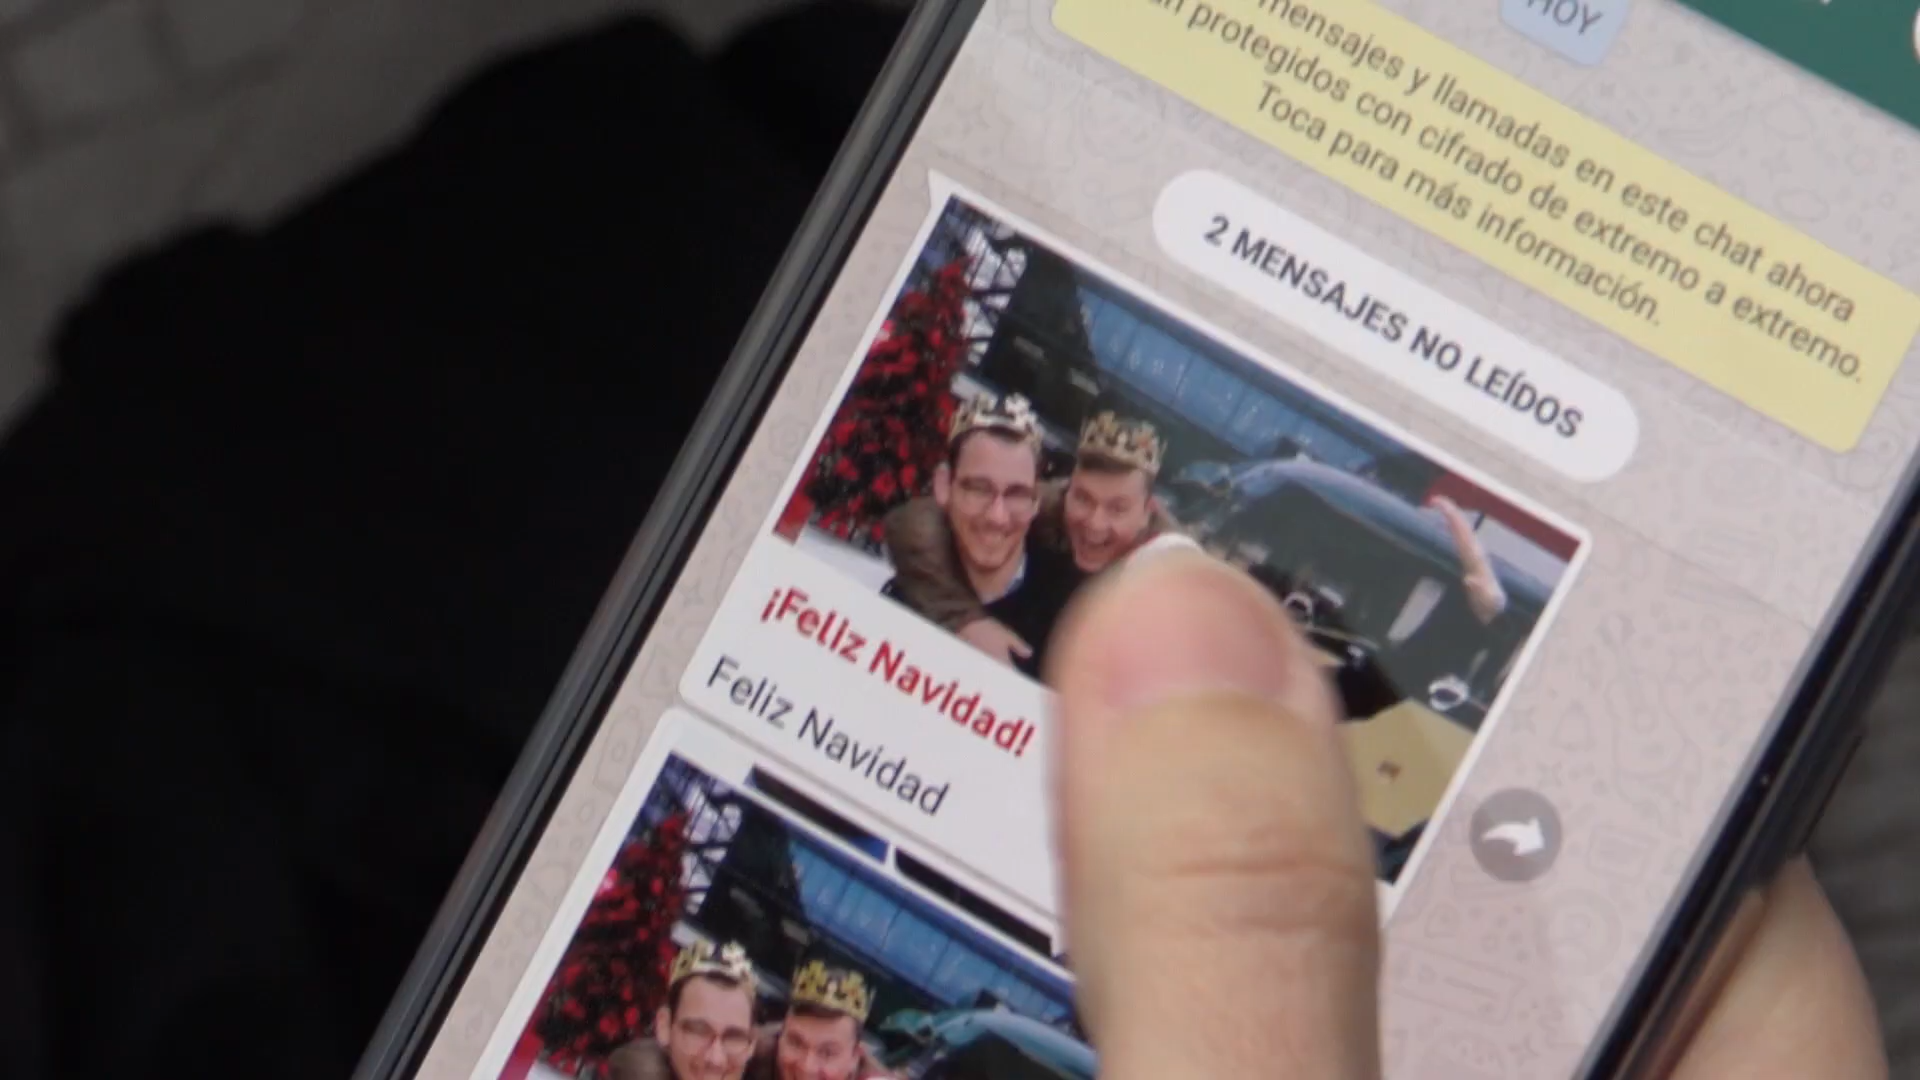 HOY
mensajes y llamadas en este chat ahora
protegidos con cifrado de extremo a extremo.
Toca para más información.
2 MENSAJES NO LEÍDOS
¡Feliz Navidad!
Feliz Navidad